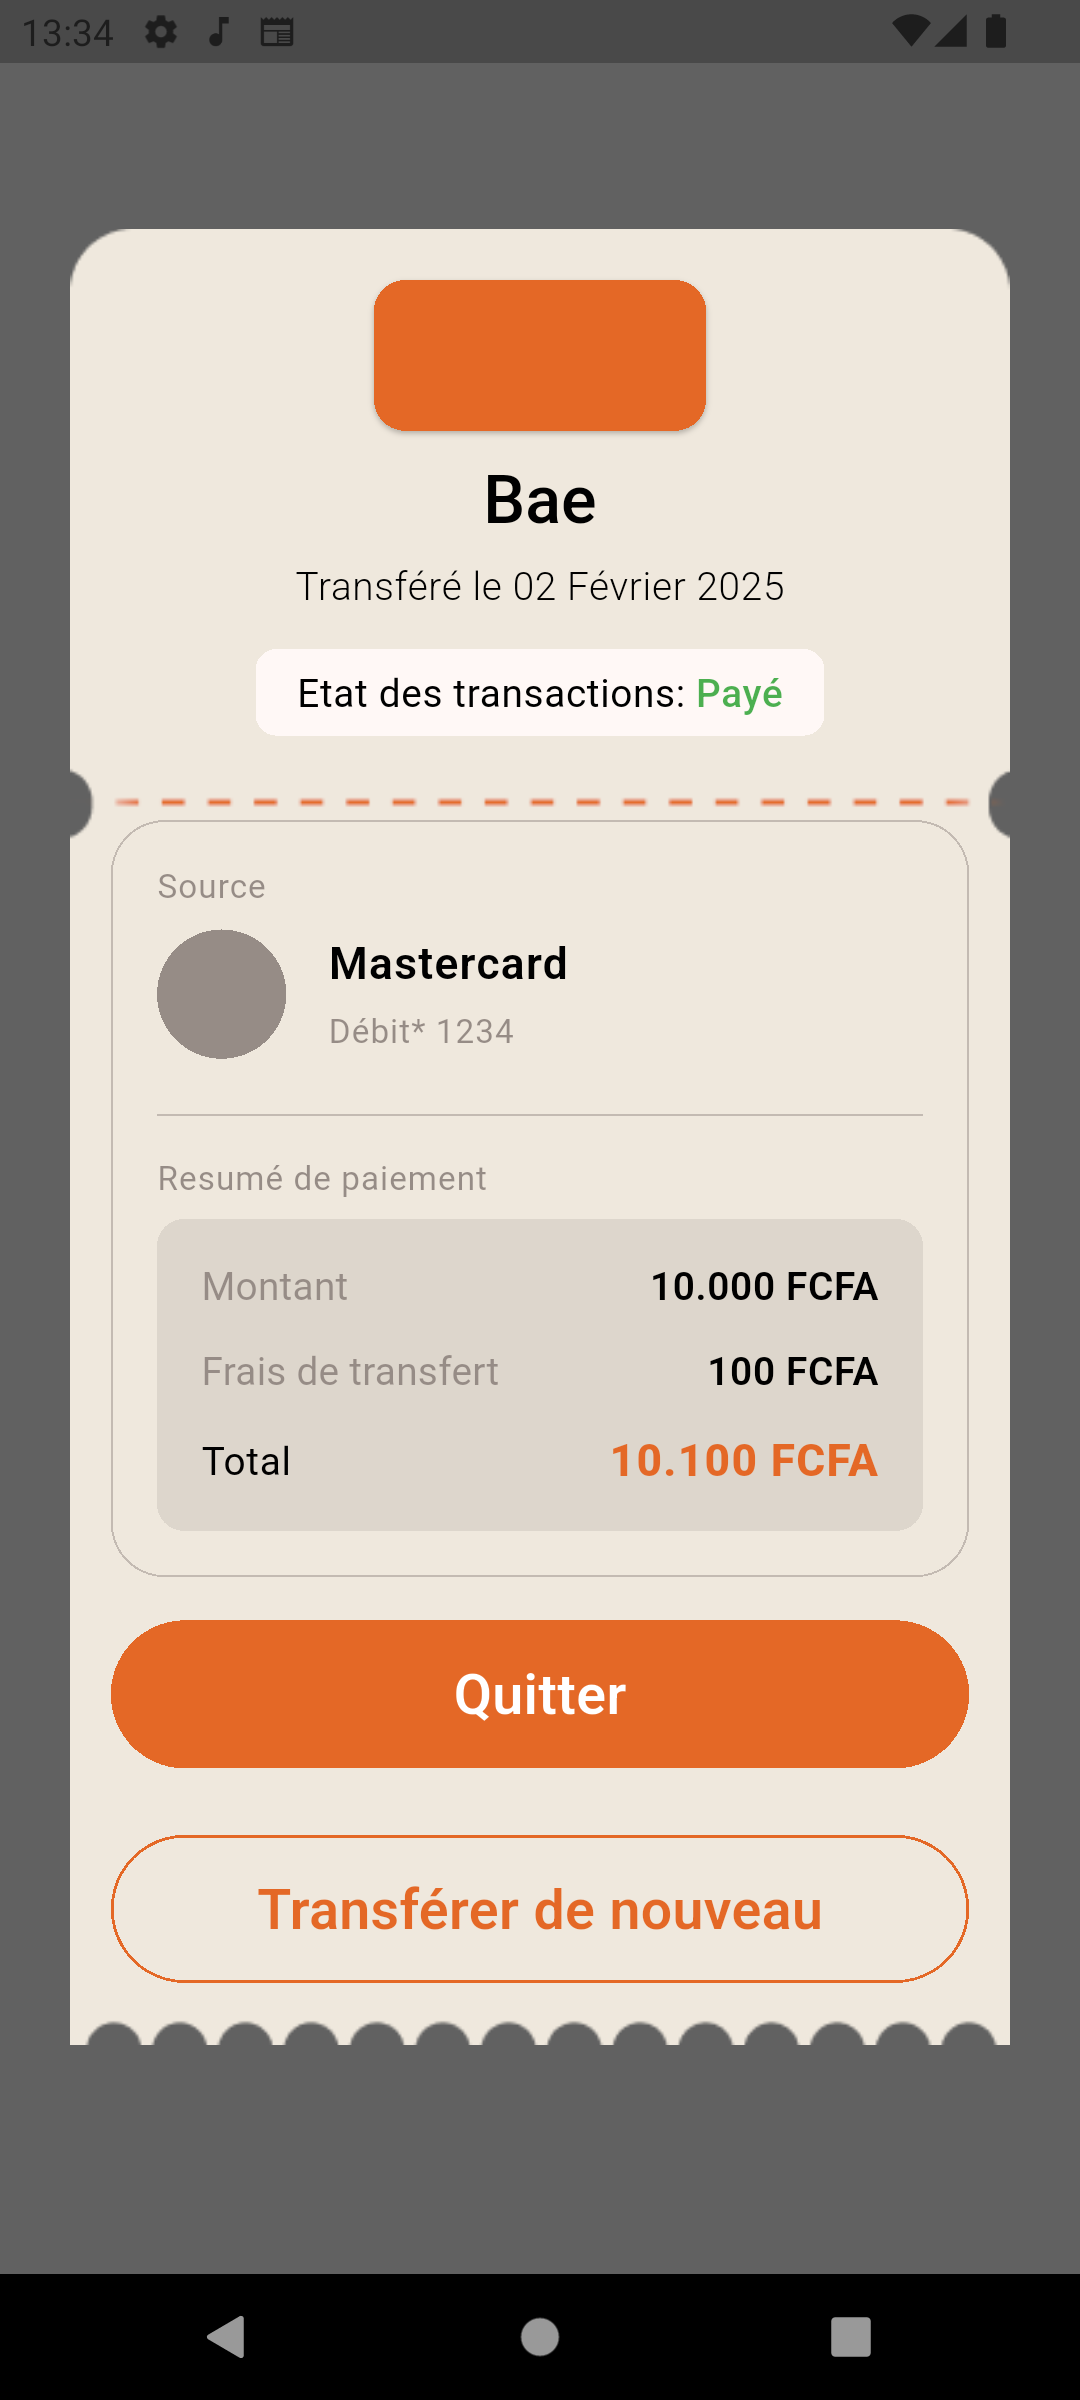 13:34
Bae
Transféré le 02 Février 2025
Etat des transactions: Payé
Source
Mastercard
Débit* 1234
Resumé de paiement
Montant 10.000 FCFA
Frais de transfert 100 FCFA
Total 10.100 FCFA
Quitter
Transférer de nouveau